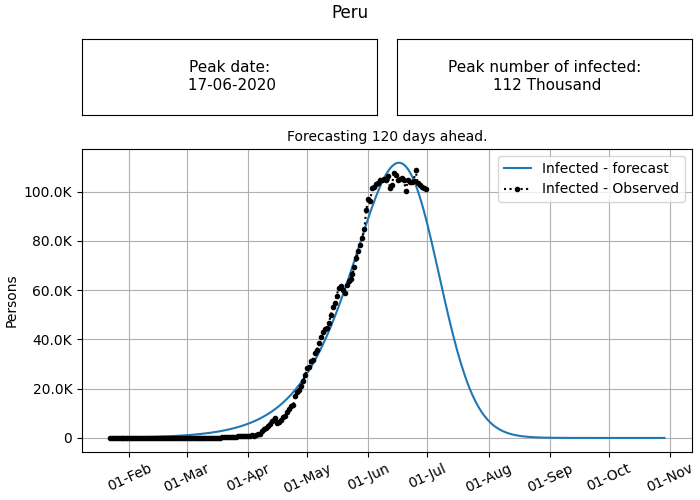 Peru
Peak date:
17-06-2020
Peak number of infected:
112 Thousand
Forecasting 120 days ahead.
Infected - forecast
Infected - Observed
Persons
100.0K
80.0K
60.0K
40.0K
20.0K
0
01-Feb
01-Mar
01-Apr
01-May
01-Jun
01-Jul
01-Aug
01-Sep
01-Oct
01-Nov